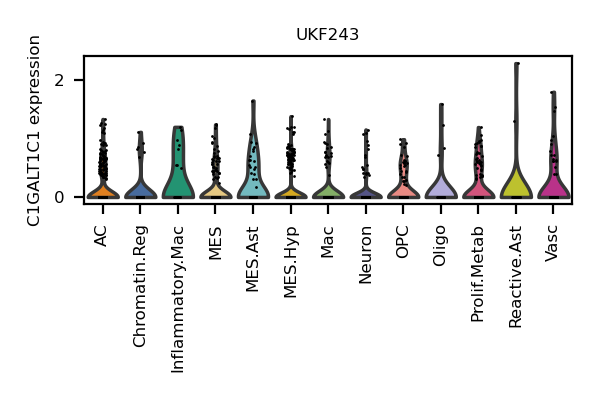 UKF243
C1GALT1C1 expression
2
0
AC
Chromatin.Reg
Inflammatory.Mac
MES
MES.Ast
MES.Hyp
Mac
Neuron
OPC
Oligo
Prolif.Metab
Reactive.Ast
Vasc